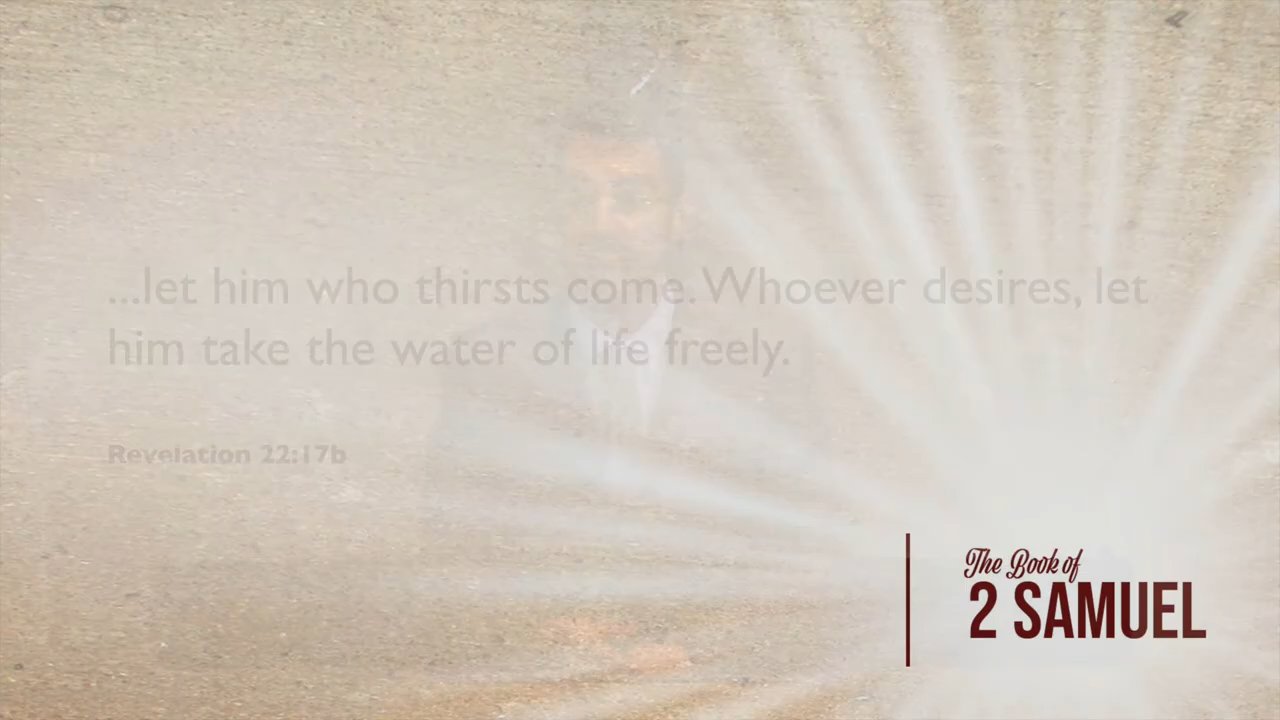 ...let him who thirsts come. Whoever desires, let
him take the water of life freely.
Revelation 22:17b
The Book of
2 SAMUEL